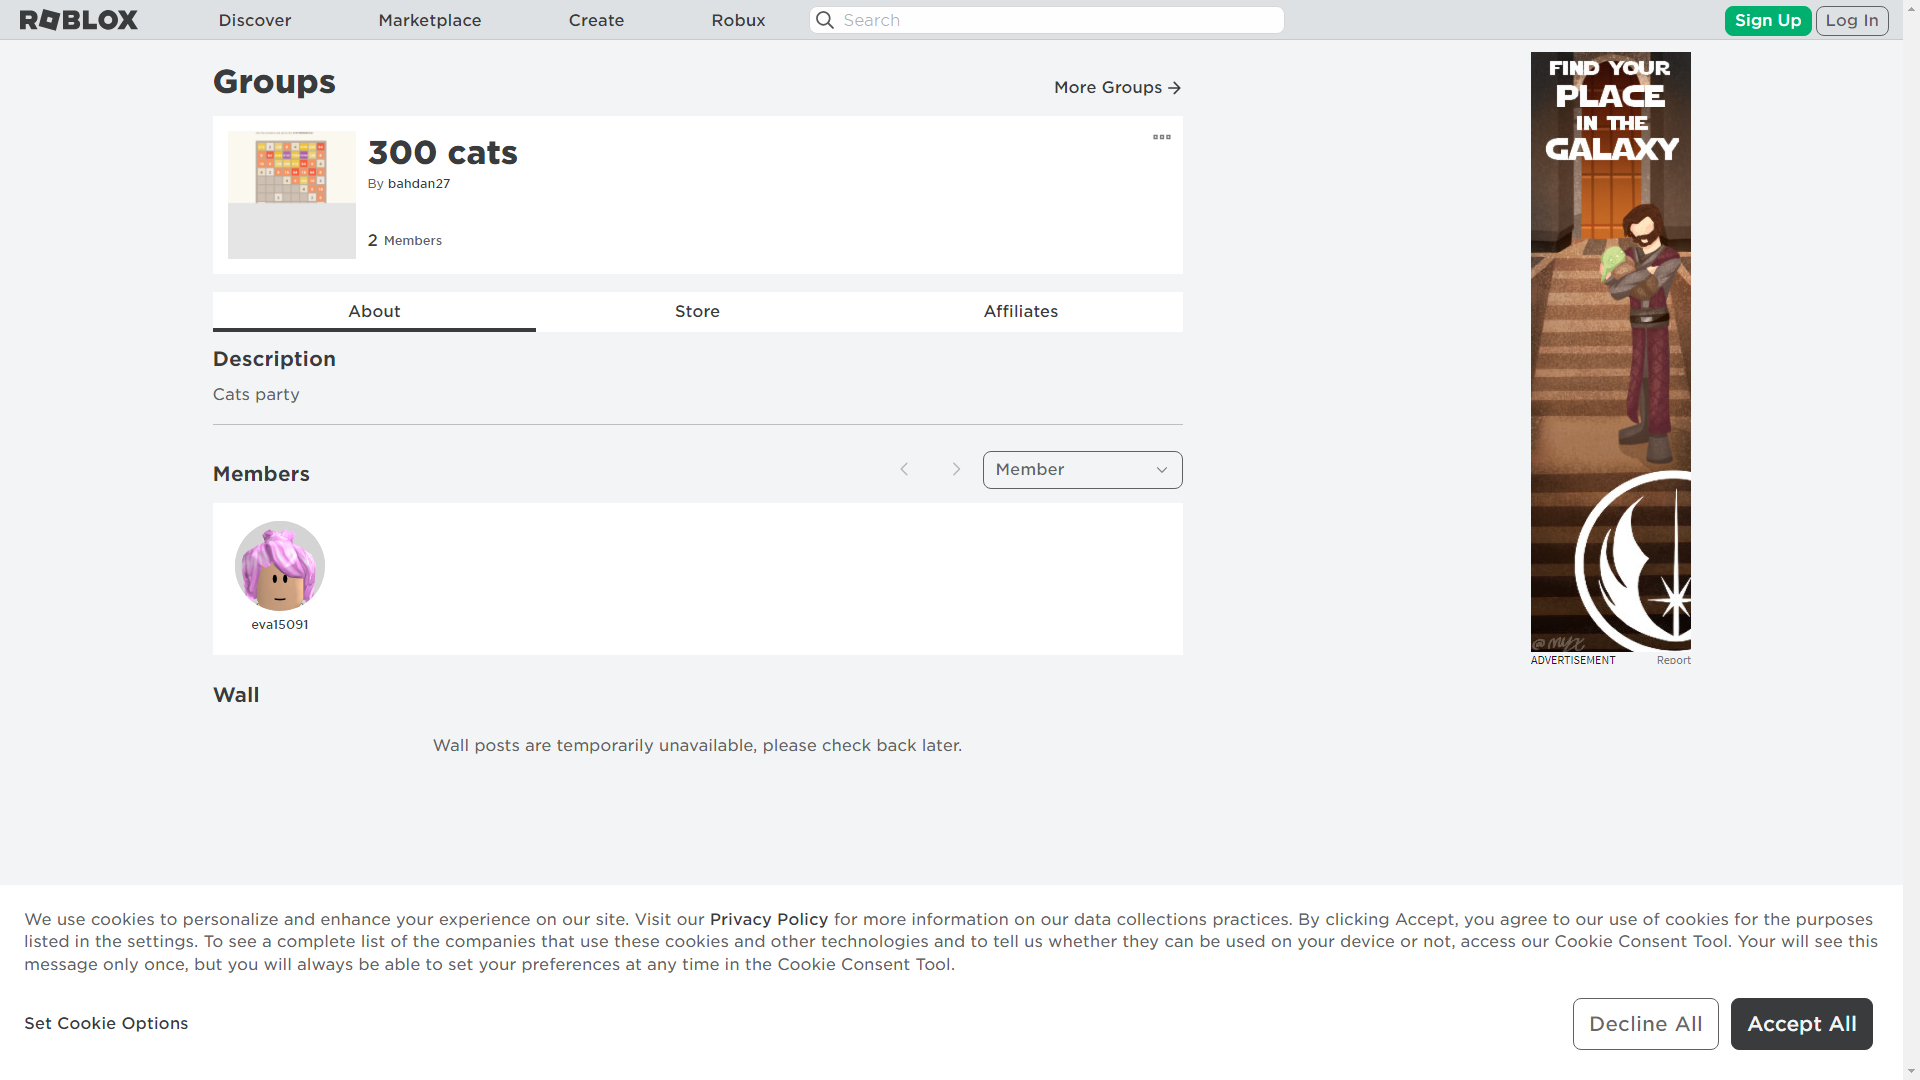 ROBLOX
Discover
Marketplace
Create
Robux
Search
Sign Up
Log In
Groups
More Groups
300 cats
By bahdan27
2 Members
About
Store
Affiliates
Description
Cats party
Members
Member
eva15091
Wall
Wall posts are temporarily unavailable, please check back later.
FIND YOUR
PLACE
IN THE
GALAXY
@myx
ADVERTISEMENT
Report
We use cookies to personalize and enhance your experience on our site. Visit our Privacy Policy for more information on our data collections practices. By clicking Accept, you agree to our use of cookies for the purposes
listed in the settings. To see a complete list of the companies that use these cookies and other technologies and to tell us whether they can be used on your device or not, access our Cookie Consent Tool. Your will see this
message only once, but you will always be able to set your preferences at any time in the Cookie Consent Tool.
Set Cookie Options
Decline All
Accept All